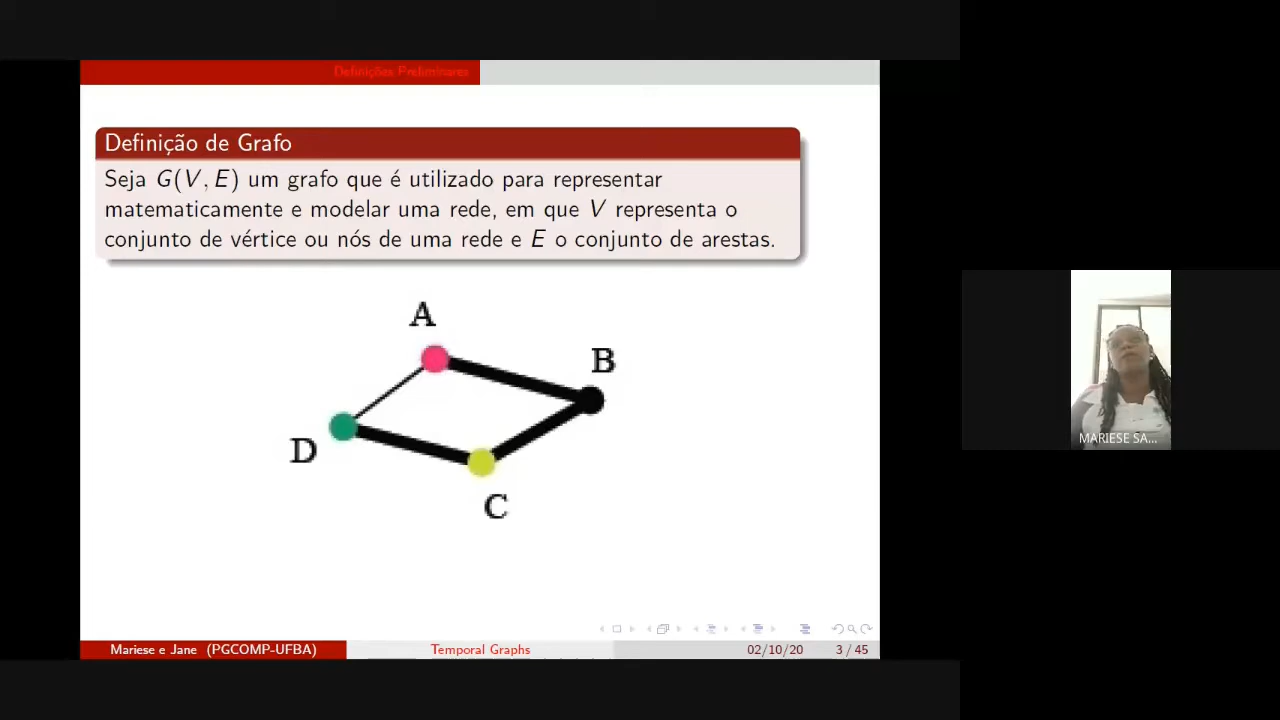 Definições Preliminares
Definição de Grafo
Seja G(V, E) um grafo que é utilizado para representar
matematicamente e modelar uma rede, em que V representa o
conjunto de vértice ou nós de uma rede e E o conjunto de arestas.
A
B
D
C
Mariese e Jane (PGCOMP-UFBA)
Temporal Graphs
02/10/20
3 / 45
MARIESE SA...